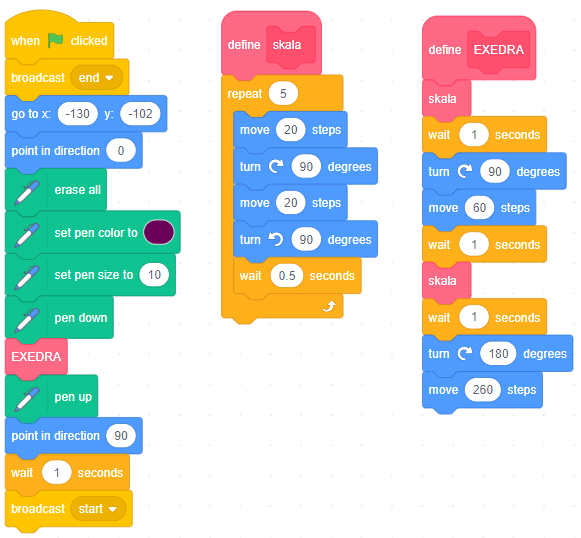 when clicked
broadcast end
go to x: -130 y: -102
point in direction 0
erase all
set pen color to
set pen size to 10
pen down
EXEDRA
pen up
point in direction 90
wait 1 seconds
broadcast start
define skala
repeat 5
move 20 steps
turn 90 degrees
move 20 steps
turn 90 degrees
wait 0.5 seconds
define EXEDRA
skala
wait 1 seconds
turn 90 degrees
move 60 steps
wait 1 seconds
skala
wait 1 seconds
turn 180 degrees
move 260 steps